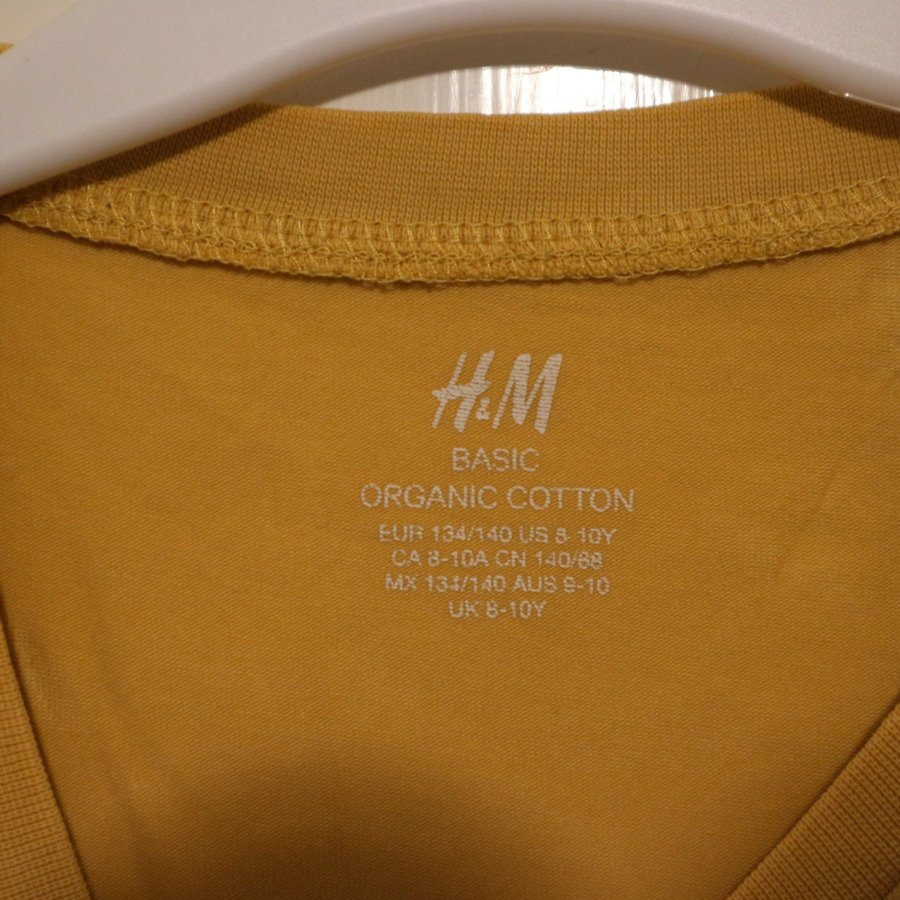 H&M
BASIC
ORGANIC COTTON
EUR 134/140 US 8-10Y
CA 8-10A CN 140/68
MX 134/140 AUS 9-10
UK 8-10Y